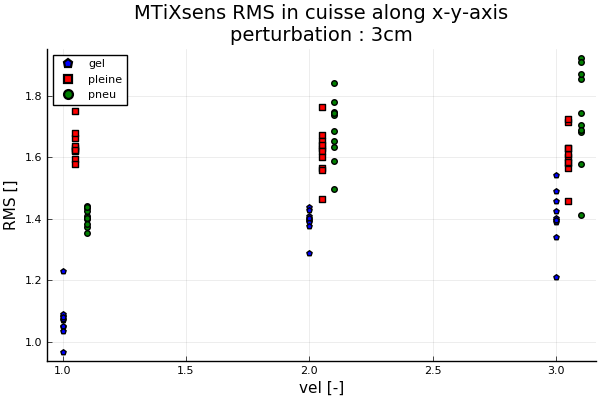 MTiXsens RMS in cuisse along x-y-axis
perturbation : 3cm
gel
pleine
pneu
RMS []
1.8
1.6
1.4
1.2
1.0
1.0 1.5 2.0 2.5 3.0
vel [-]